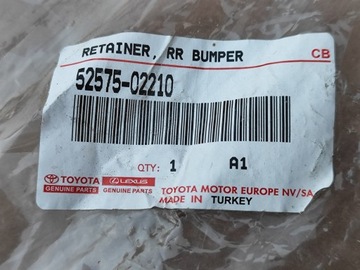 RETAINER, RR BUMPER CB
52575-02210
QTY: 1 A1
TOYOTA LEXUS TOYOTA MOTOR EUROPE NV/SA
GENUINE PARTS GENUINE PARTS MADE IN TURKEY